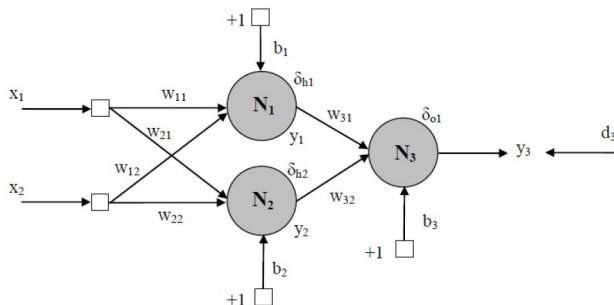 +1
b₁
x₁
w₁₁
δₕ₁
N₁
w₃₁
y₁
w₂₁
w₁₂
δₒ₁
N₃
y₃
d₃
x₂
w₂₂
δₕ₂
N₂
w₃₂
y₂
b₃
+1
b₂
+1